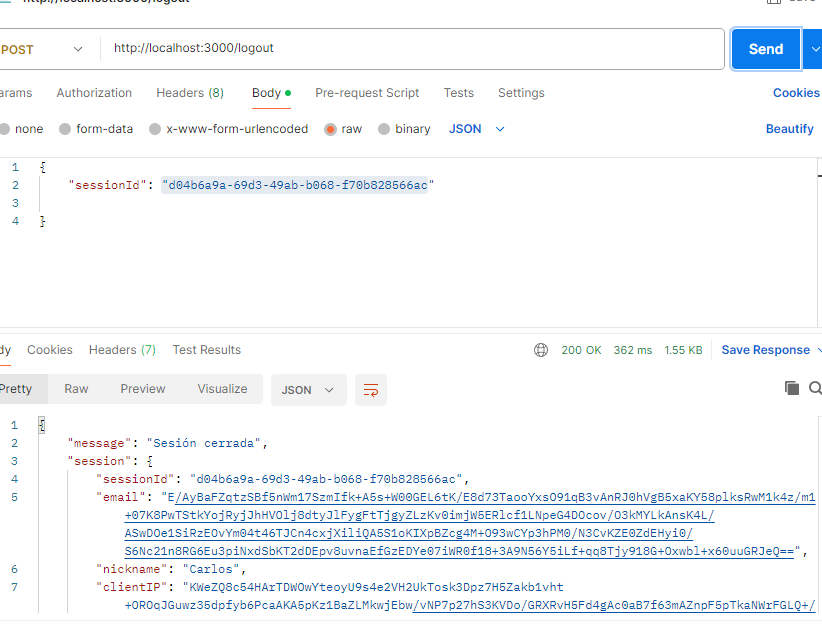 POST
http://localhost:3000/logout
Send
arams Authorization Headers (8) Body Pre-request Script Tests Settings Cookies
none form-data x-www-form-urlencoded raw binary JSON Beautify
1 {
2 "sessionId": "d04b6a9a-69d3-49ab-b068-f70b828566ac"
3
4 }
dy Cookies Headers (7) Test Results 200 OK 362 ms 1.55 KB Save Response
Pretty Raw Preview Visualize JSON
1 {
2 "message": "Sesión cerrada",
3 "session": {
4 "sessionId": "d04b6a9a-69d3-49ab-b068-f70b828566ac",
5 "email": "E/AyBaFZqtzSBf5nWm17SzmIfk+A5s+W00GEL6tK/E8d73TaooYxsO91qB3vAnRJ0hVgB5xaKY58plksRwM1k4z/m1
+07K8PwTStkYojRyjJhHVOlj8dtyJlFygFtTjgyZLzKv0imjW5ERlcf1LNpeG4DOcov/O3kMYLkAnsK4L/
ASwDOe1SiRzEOvYm04t46TJCn4cxjXiliQA5S1oKIXpBZcg4M+O93wCYp3hPM0/N3CvKZE0ZdEHyi0/
S6Nc21n8RG6Eu3piNxdSbKT2dDEpv8uvnaEfGzEDYe07iWR0f18+3A9N56Y5iLf+qq8Tjy918G+Oxwbl+x60uuGRJeQ==",
6 "nickname": "Carlos",
7 "clientIP": "KWeZQ8c54HArTDWOwYteoyU9s4e2VH2UkTosk3Dpz7H5Zakb1vht
+OROqJGuwz35dpfyb6PcaAKA5pKz1BaZLMkwjEbw/vNP7p27hS3KVDo/GRXRvH5Fd4gAc0aB7f63mAZnpF5pTkaNWrFGLQ+/